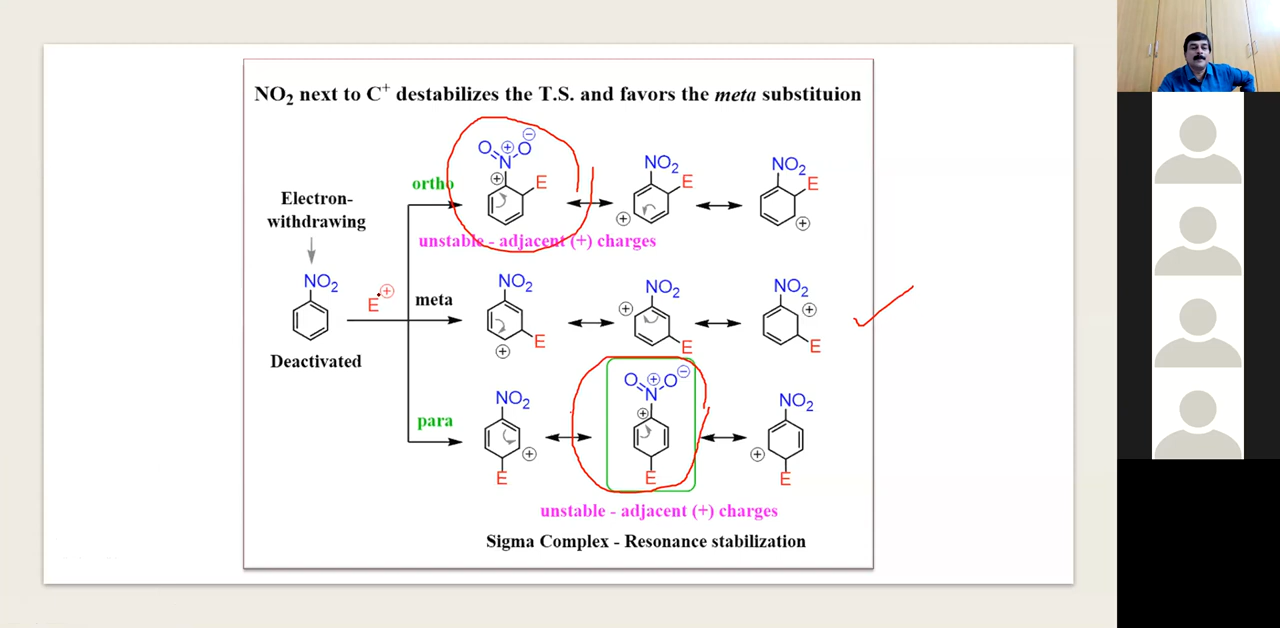 NO₂ next to C⁺ destabilizes the T.S. and favors the meta substituion
O N⊕ O⊖
⊕ E
NO₂ E ⊕
NO₂ E ⊕
ortho
Electron-
withdrawing
unstable - adjacent (+) charges
NO₂
Deactivated
E⊕
meta
NO₂ ⊕ E
NO₂ ⊕ E
NO₂ ⊕ E
para
NO₂ ⊕ E
O N⊕ O⊖
⊕ E
NO₂ ⊕ E
unstable - adjacent (+) charges
Sigma Complex - Resonance stabilization